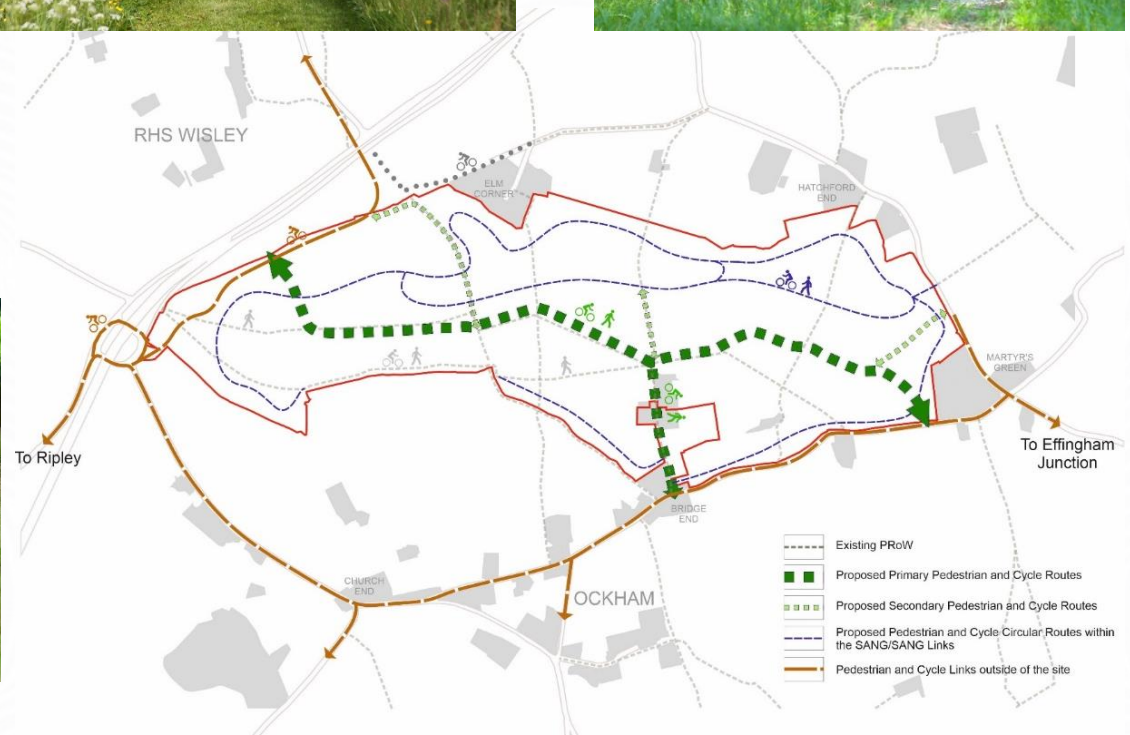 RHS WISLEY
ELM
CORNER
HATCHFORD
END
MARTYR'S
GREEN
To Ripley
To Effingham
Junction
BRIDGE
END
CHURCH
END
OCKHAM
Existing PRoW
Proposed Primary Pedestrian and Cycle Routes
Proposed Secondary Pedestrian and Cycle Routes
Proposed Pedestrian and Cycle Circular Routes within
the SANG/SANG Links
Pedestrian and Cycle Links outside of the site